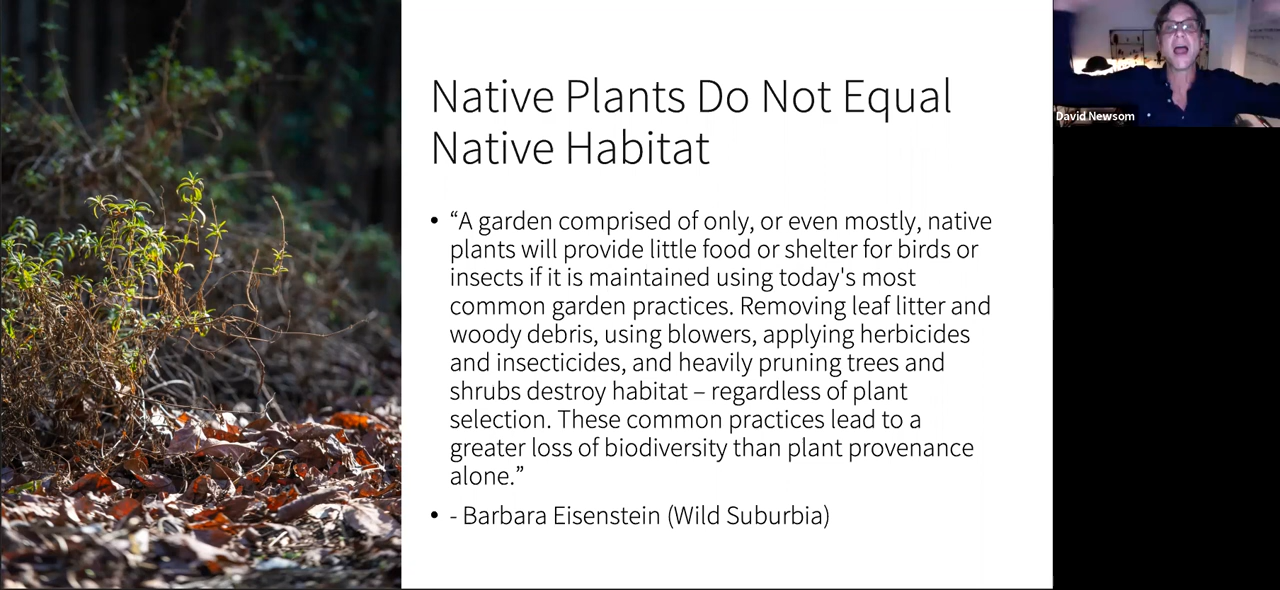 Native Plants Do Not Equal
Native Habitat
• “A garden comprised of only, or even mostly, native
plants will provide little food or shelter for birds or
insects if it is maintained using today's most
common garden practices. Removing leaf litter and
woody debris, using blowers, applying herbicides
and insecticides, and heavily pruning trees and
shrubs destroy habitat – regardless of plant
selection. These common practices lead to a
greater loss of biodiversity than plant provenance
alone.”
• - Barbara Eisenstein (Wild Suburbia)
David Newsom